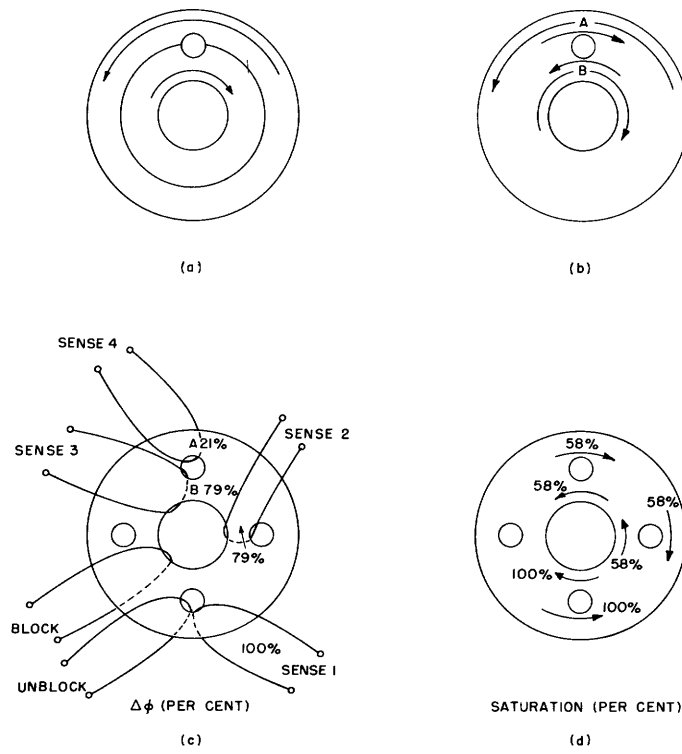 A
B
(a)
(b)
SENSE 4
SENSE 3
A 21%
SENSE 2
B 79%
79%
BLOCK
UNBLOCK
100%
SENSE 1
Δϕ (PER CENT)
(c)
58%
58%
58%
58%
100%
100%
SATURATION (PER CENT)
(d)